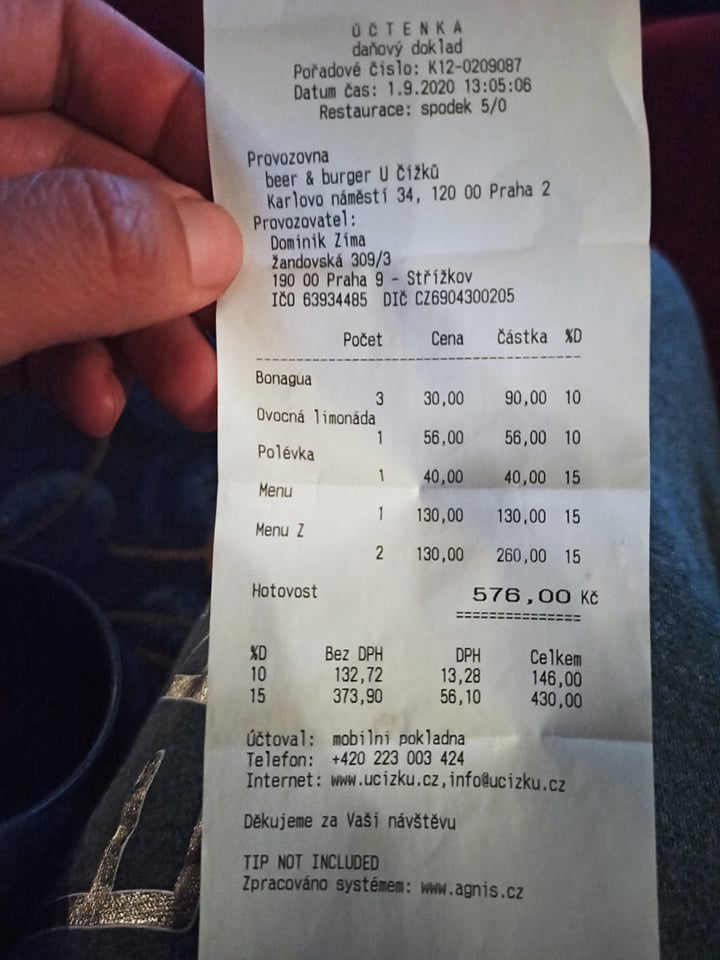 ÚČTENKA
daňový doklad
Pořadové číslo: K12-0209087
Datum čas: 1.9.2020 13:05:06
Restaurace: spodek 5/0
Provozovna
beer & burger U Čížků
Karlovo náměstí 34, 120 00 Praha 2
Provozovatel:
Dominik Zíma
Žandovská 309/3
190 00 Praha 9 - Střížkov
IČO 63934485 DIČ CZ6904300205
Počet Cena Částka %D
Bonagua
3 30,00 90,00 10
Ovocná limonáda
1 56,00 56,00 10
Polévka
1 40,00 40,00 15
Menu
1 130,00 130,00 15
Menu Z
2 130,00 260,00 15
Hotovost 576,00 Kč
%D Bez DPH DPH Celkem
10 132,72 13,28 146,00
15 373,90 56,10 430,00
Účtoval: mobilni pokladna
Telefon: +420 223 003 424
Internet: www.ucizku.cz,info@ucizku.cz
Děkujeme za Vaši návštěvu
TIP NOT INCLUDED
Zpracováno systémem: www.agnis.cz